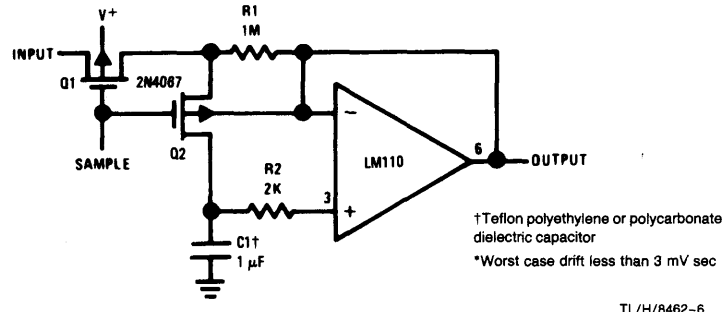 R1
1M
V+
INPUT
Q1
2N4067
Q2
SAMPLE
R2
2K
3
−
+
LM110
6
OUTPUT
C1†
1 µF
†Teflon polyethylene or polycarbonate
dielectric capacitor
*Worst case drift less than 3 mV sec
TL/H/8462–6